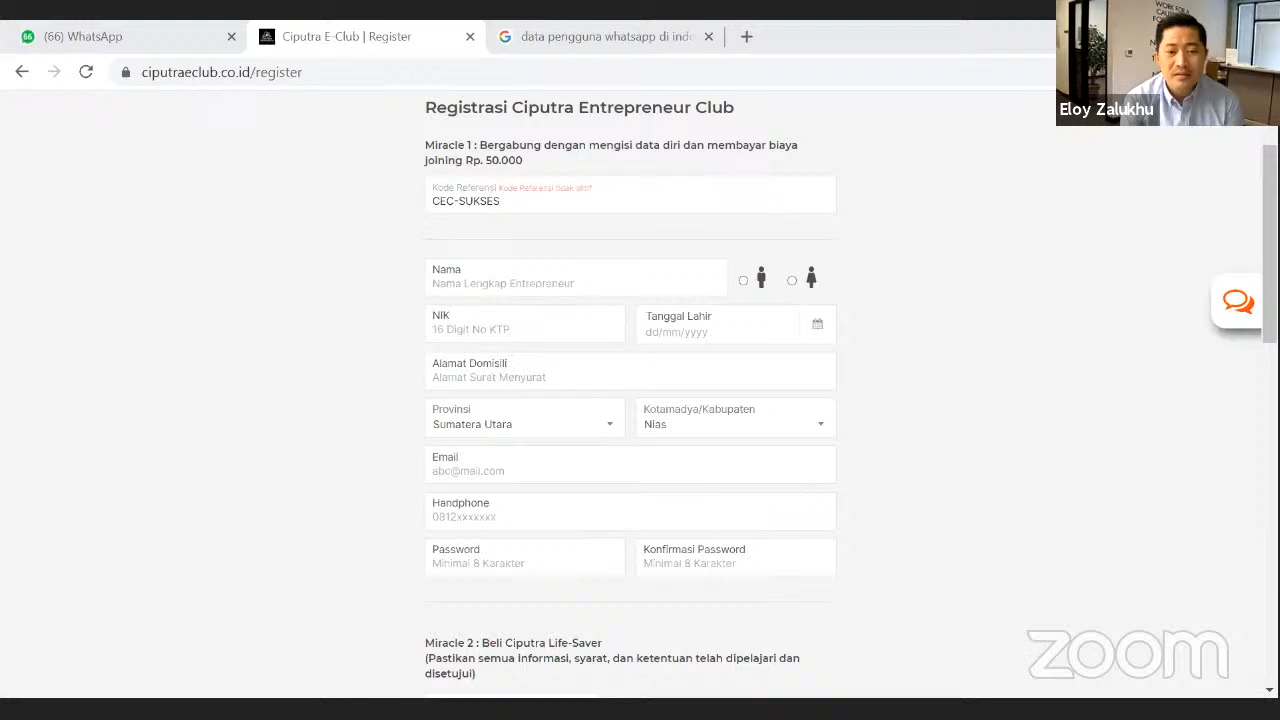 (66) WhatsApp
Ciputra E-Club | Register
data pengguna whatsapp di ind
ciputraeclub.co.id/register
WORK FOR A
Eloy Zalukhu
Registrasi Ciputra Entrepreneur Club
Miracle 1 : Bergabung dengan mengisi data diri dan membayar biaya
joining Rp. 50.000
Kode Referensi Kode Referensi tidak aktif
CEC-SUKSES
Nama
Nama Lengkap Entrepreneur
NIK
16 Digit No KTP
Tanggal Lahir
dd/mm/yyyy
Alamat Domisili
Alamat Surat Menyurat
Provinsi
Sumatera Utara
Kotamadya/Kabupaten
Nias
Email
abc@mail.com
Handphone
0812xxxxxxx
Password
Minimal 8 Karakter
Konfirmasi Password
Minimal 8 Karakter
Miracle 2 : Beli Ciputra Life-Saver
(Pastikan semua informasi, syarat, dan ketentuan telah dipelajari dan
disetujui)
zoom